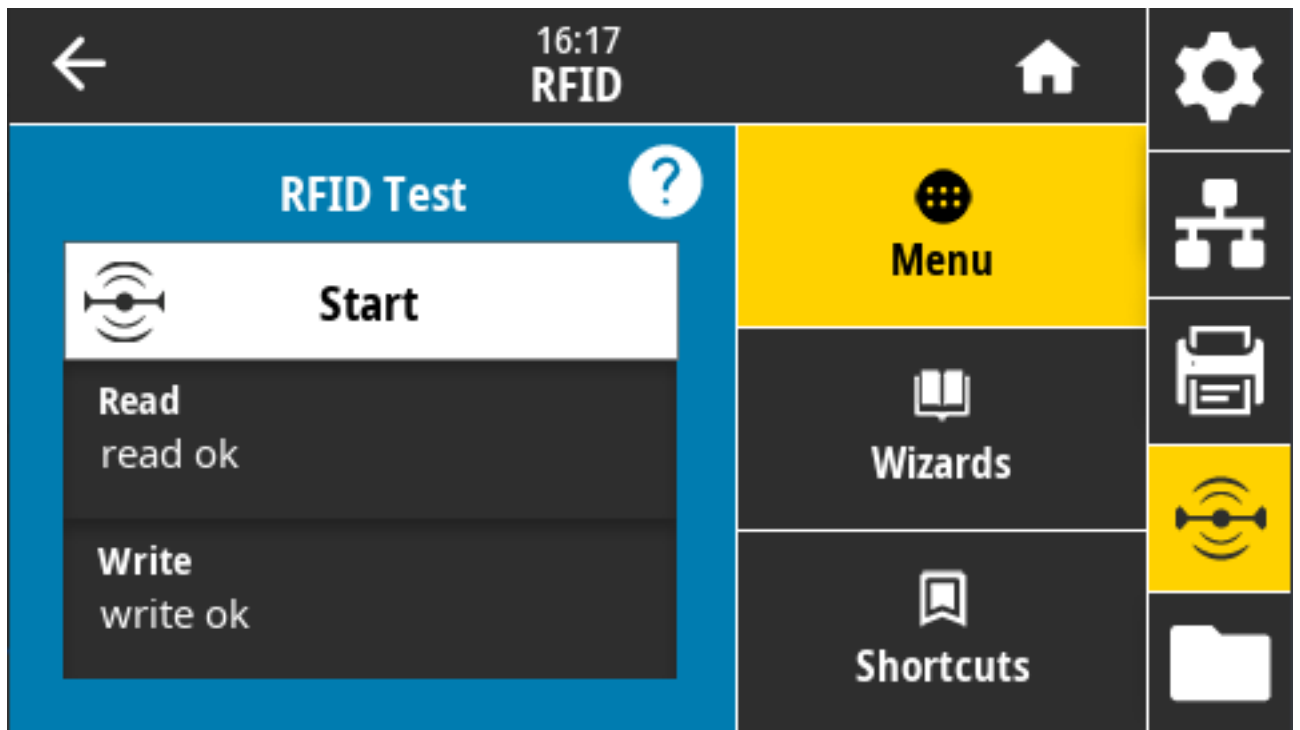 16:17
RFID
RFID Test
?
Start
Read
read ok
Write
write ok
Menu
Wizards
Shortcuts